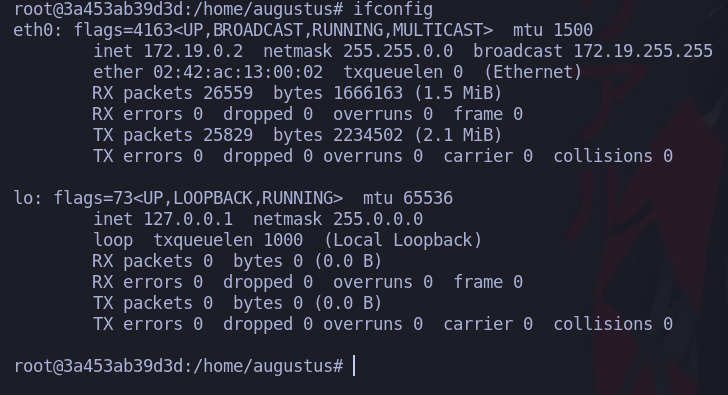 root@3a453ab39d3d:/home/augustus# ifconfig
eth0: flags=4163<UP,BROADCAST,RUNNING,MULTICAST>  mtu 1500
        inet 172.19.0.2  netmask 255.255.0.0  broadcast 172.19.255.255
        ether 02:42:ac:13:00:02  txqueuelen 0  (Ethernet)
        RX packets 26559  bytes 1666163 (1.5 MiB)
        RX errors 0  dropped 0  overruns 0  frame 0
        TX packets 25829  bytes 2234502 (2.1 MiB)
        TX errors 0  dropped 0 overruns 0  carrier 0  collisions 0

lo: flags=73<UP,LOOPBACK,RUNNING>  mtu 65536
        inet 127.0.0.1  netmask 255.0.0.0
        loop  txqueuelen 1000  (Local Loopback)
        RX packets 0  bytes 0 (0.0 B)
        RX errors 0  dropped 0  overruns 0  frame 0
        TX packets 0  bytes 0 (0.0 B)
        TX errors 0  dropped 0 overruns 0  carrier 0  collisions 0

root@3a453ab39d3d:/home/augustus#